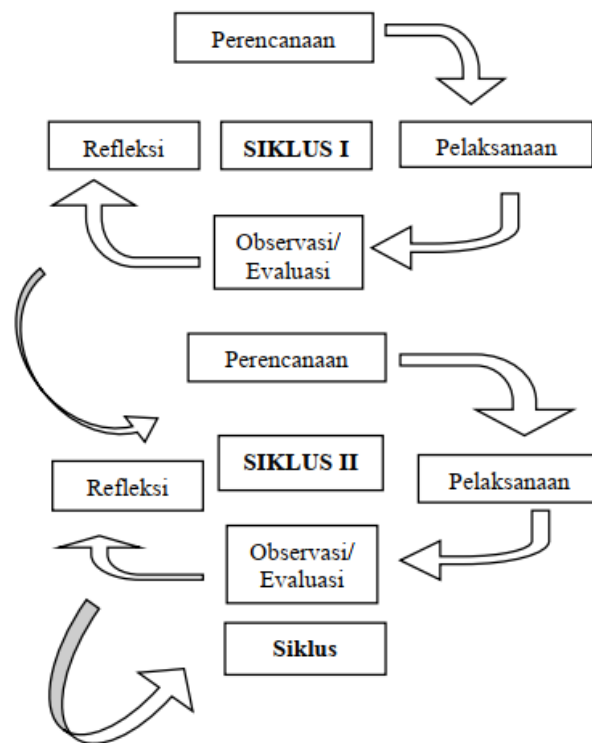 Perencanaan
Refleksi
SIKLUS I
Pelaksanaan
Observasi/
Evaluasi
Perencanaan
SIKLUS II
Refleksi
Pelaksanaan
Observasi/
Evaluasi
Siklus